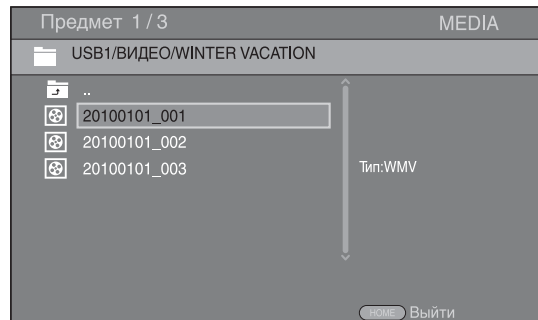 Предмет 1 / 3 MEDIA
USB1/ВИДЕО/WINTER VACATION
..
20100101_001
20100101_002
20100101_003
Тип:WMV
HOME Выйти